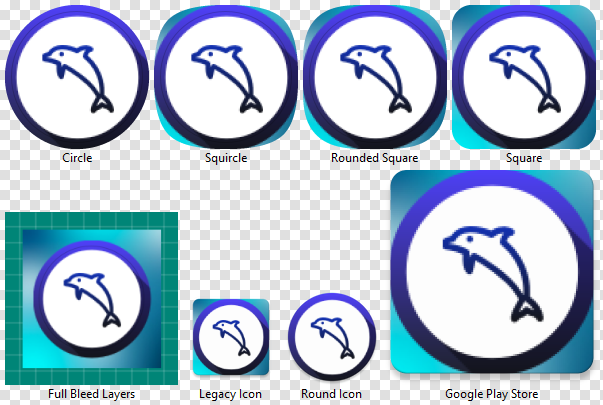 Circle
Squircle
Rounded Square
Square
Full Bleed Layers
Legacy Icon
Round Icon
Google Play Store